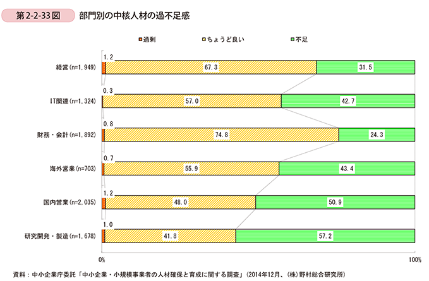 第2-2-33図 部門別の中核人材の過不足感
過剰 ちょうど良い 不足
経営(n=1,949) 1.2 67.3 31.5
IT関連(n=1,324) 0.3 57.0 42.7
財務・会計(n=1,892) 0.8 74.8 24.3
海外営業(n=703) 0.7 55.9 43.4
国内営業(n=2,035) 1.2 48.0 50.9
研究開発・製造(n=1,678) 1.0 41.8 57.2
0% 100%
資料：中小企業庁委託「中小企業・小規模事業者の人材確保と育成に関する調査」(2014年12月、(株)野村総合研究所)